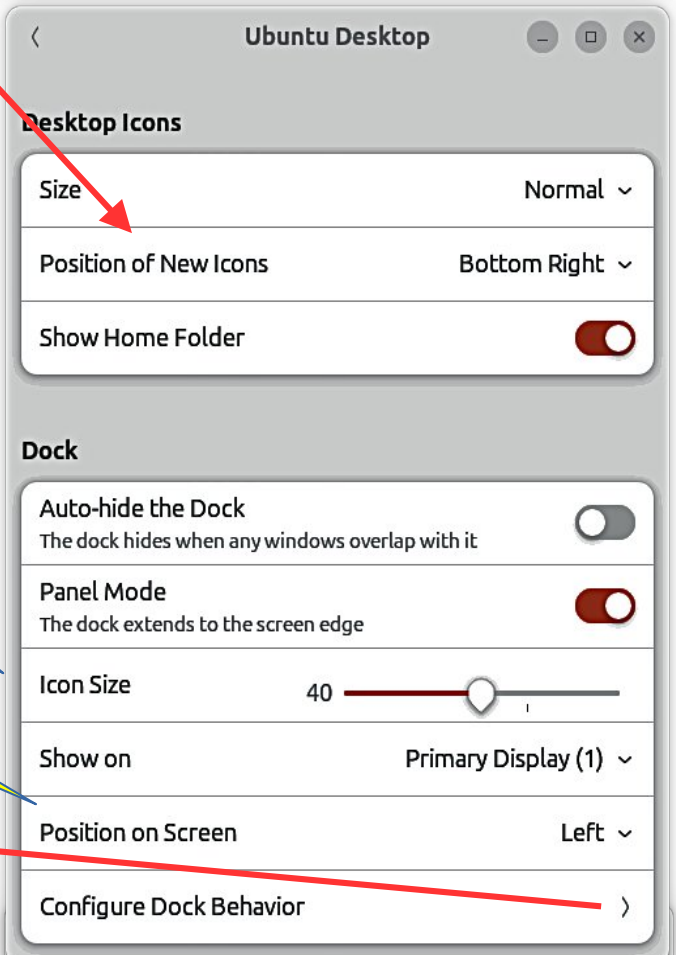 Ubuntu Desktop
Desktop Icons
Size Normal
Position of New Icons Bottom Right
Show Home Folder
Dock
Auto-hide the Dock
The dock hides when any windows overlap with it
Panel Mode
The dock extends to the screen edge
Icon Size 40
Show on Primary Display (1)
Position on Screen Left
Configure Dock Behavior